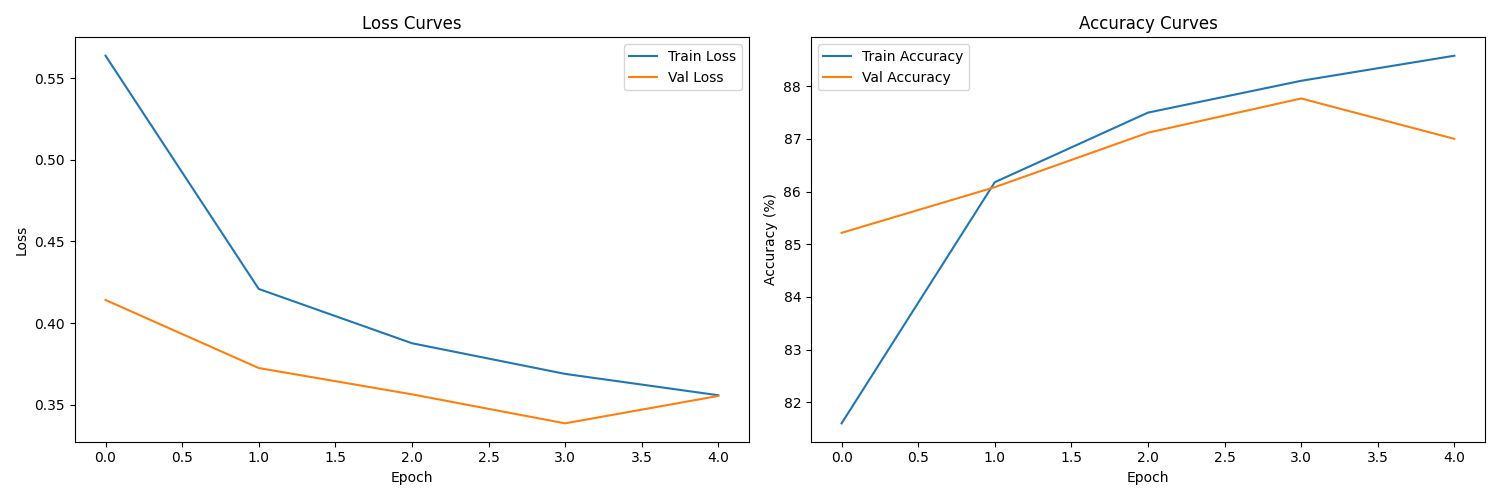 Loss Curves
Train Loss
Val Loss
0.55
0.50
0.45
0.40
0.35
Loss
0.0 0.5 1.0 1.5 2.0 2.5 3.0 3.5 4.0
Epoch
Accuracy Curves
Train Accuracy
Val Accuracy
88
87
86
85
84
83
82
Accuracy (%)
0.0 0.5 1.0 1.5 2.0 2.5 3.0 3.5 4.0
Epoch